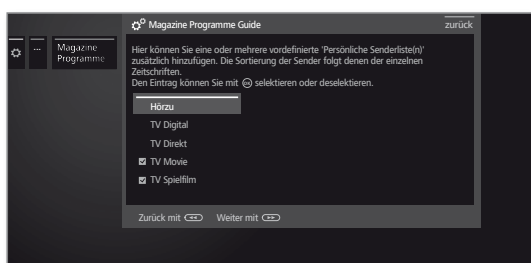 Magazine Programme Guide
zurück
...
Magazine
Programme
Hier können Sie eine oder mehrere vordefinierte 'Persönliche Senderliste(n)'
zusätzlich hinzufügen. Die Sortierung der Sender folgt denen der einzelnen
Zeitschriften.
Den Eintrag können Sie mit OK selektieren oder deselektieren.
Hörzu
TV Digital
TV Direkt
TV Movie
TV Spielfilm
Zurück mit Weiter mit